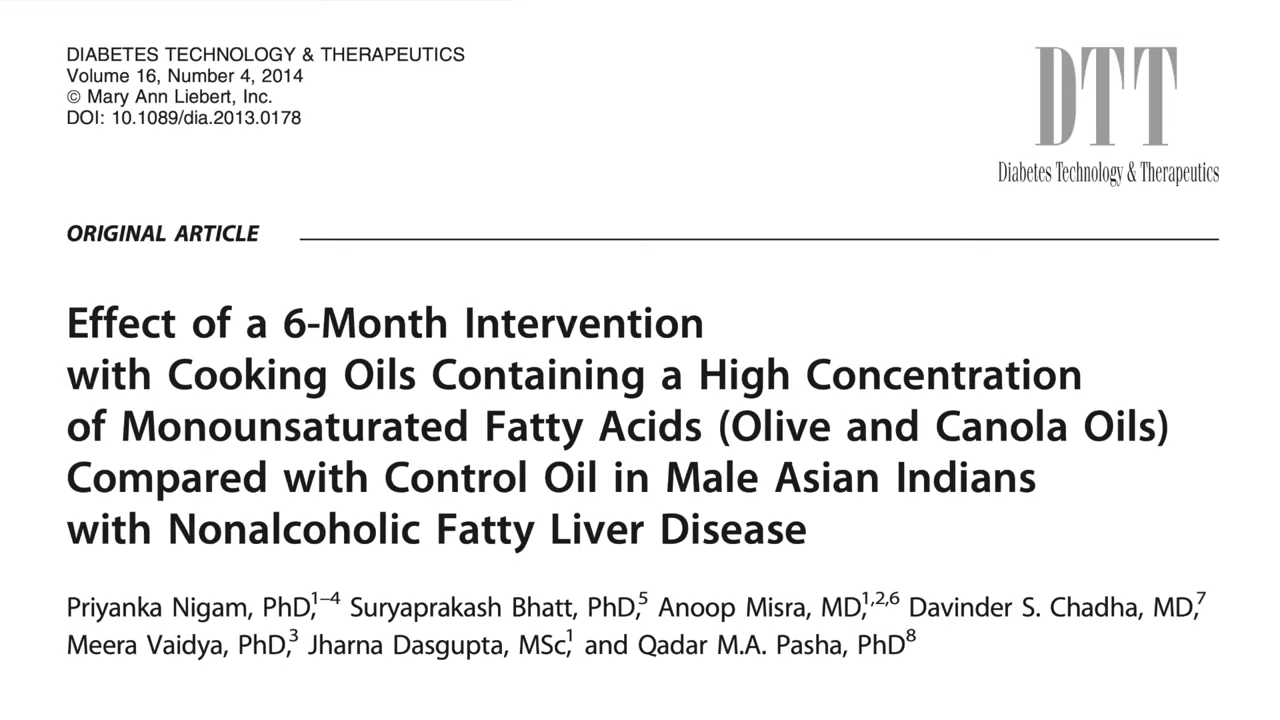 DIABETES TECHNOLOGY & THERAPEUTICS
Volume 16, Number 4, 2014
© Mary Ann Liebert, Inc.
DOI: 10.1089/dia.2013.0178
DTT
Diabetes Technology & Therapeutics
ORIGINAL ARTICLE
Effect of a 6-Month Intervention
with Cooking Oils Containing a High Concentration
of Monounsaturated Fatty Acids (Olive and Canola Oils)
Compared with Control Oil in Male Asian Indians
with Nonalcoholic Fatty Liver Disease
Priyanka Nigam, PhD,1–4 Suryaprakash Bhatt, PhD,5 Anoop Misra, MD,1,2,6 Davinder S. Chadha, MD,7
Meera Vaidya, PhD,3 Jharna Dasgupta, MSc,1 and Qadar M.A. Pasha, PhD8